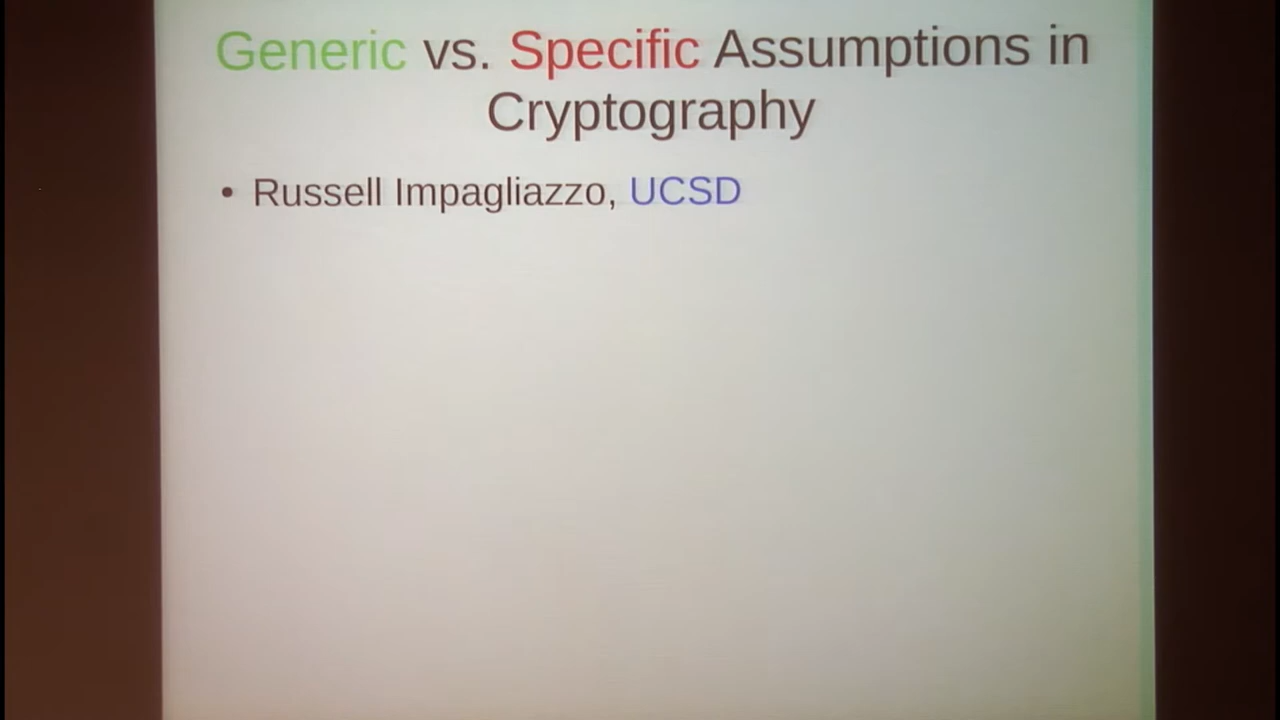 Generic vs. Specific Assumptions in
Cryptography
• Russell Impagliazzo, UCSD